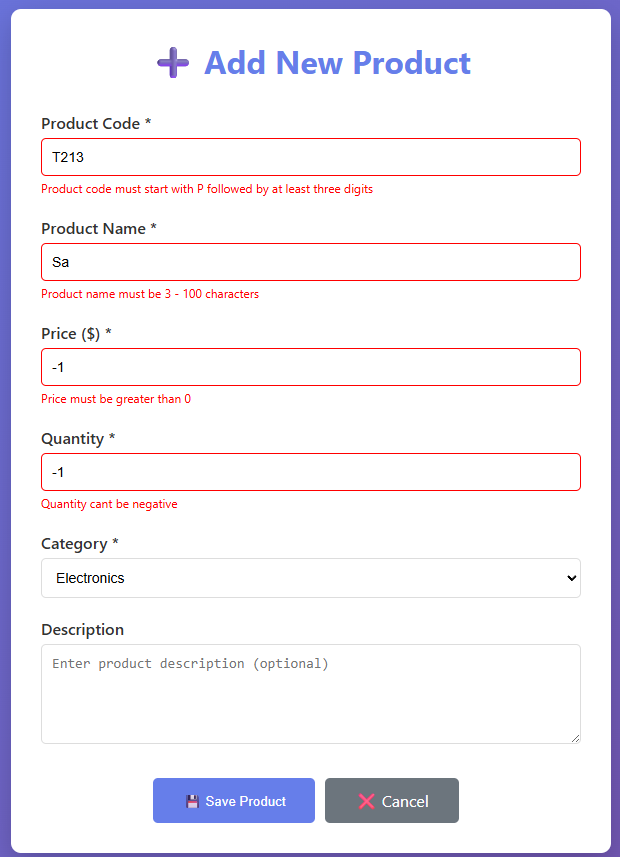 ➕ Add New Product
Product Code *
T213
Product code must start with P followed by at least three digits
Product Name *
Sa
Product name must be 3 - 100 characters
Price ($) *
-1
Price must be greater than 0
Quantity *
-1
Quantity cant be negative
Category *
Electronics
Description
Enter product description (optional)
💾 Save Product
❌ Cancel